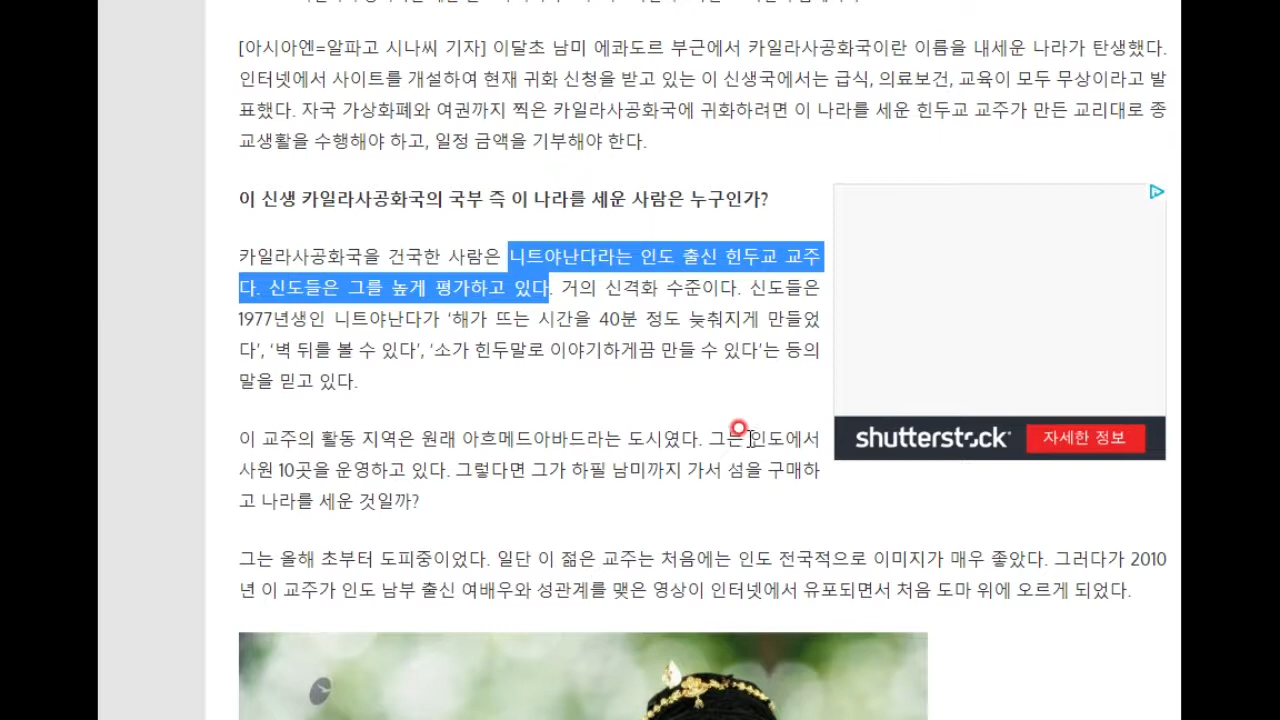 [아시아엔=알파고 시나씨 기자] 이달초 남미 에콰도르 부근에서 카일라사공화국이란 이름을 내세운 나라가 탄생했다.
인터넷에서 사이트를 개설하여 현재 귀화 신청을 받고 있는 이 신생국에서는 급식, 의료보건, 교육이 모두 무상이라고 발
표했다. 자국 가상화폐와 여권까지 찍은 카일라사공화국에 귀화하려면 이 나라를 세운 힌두교 교주가 만든 교리대로 종
교생활을 수행해야 하고, 일정 금액을 기부해야 한다.
이 신생 카일라사공화국의 국부 즉 이 나라를 세운 사람은 누구인가?
카일라사공화국을 건국한 사람은 니트야난다라는 인도 출신 힌두교 교주
다. 신도들은 그를 높게 평가하고 있다. 거의 신격화 수준이다. 신도들은
1977년생인 니트야난다가 ‘해가 뜨는 시간을 40분 정도 늦춰지게 만들었
다’, ‘벽 뒤를 볼 수 있다’, ‘소가 힌두말로 이야기하게끔 만들 수 있다’는 등의
말을 믿고 있다.
이 교주의 활동 지역은 원래 아흐메드아바드라는 도시였다. 그는 인도에서
사원 10곳을 운영하고 있다. 그렇다면 그가 하필 남미까지 가서 섬을 구매하
고 나라를 세운 것일까?
shutterstock 자세한 정보
그는 올해 초부터 도피중이었다. 일단 이 젊은 교주는 처음에는 인도 전국적으로 이미지가 매우 좋았다. 그러다가 2010
년 이 교주가 인도 남부 출신 여배우와 성관계를 맺은 영상이 인터넷에서 유포되면서 처음 도마 위에 오르게 되었다.